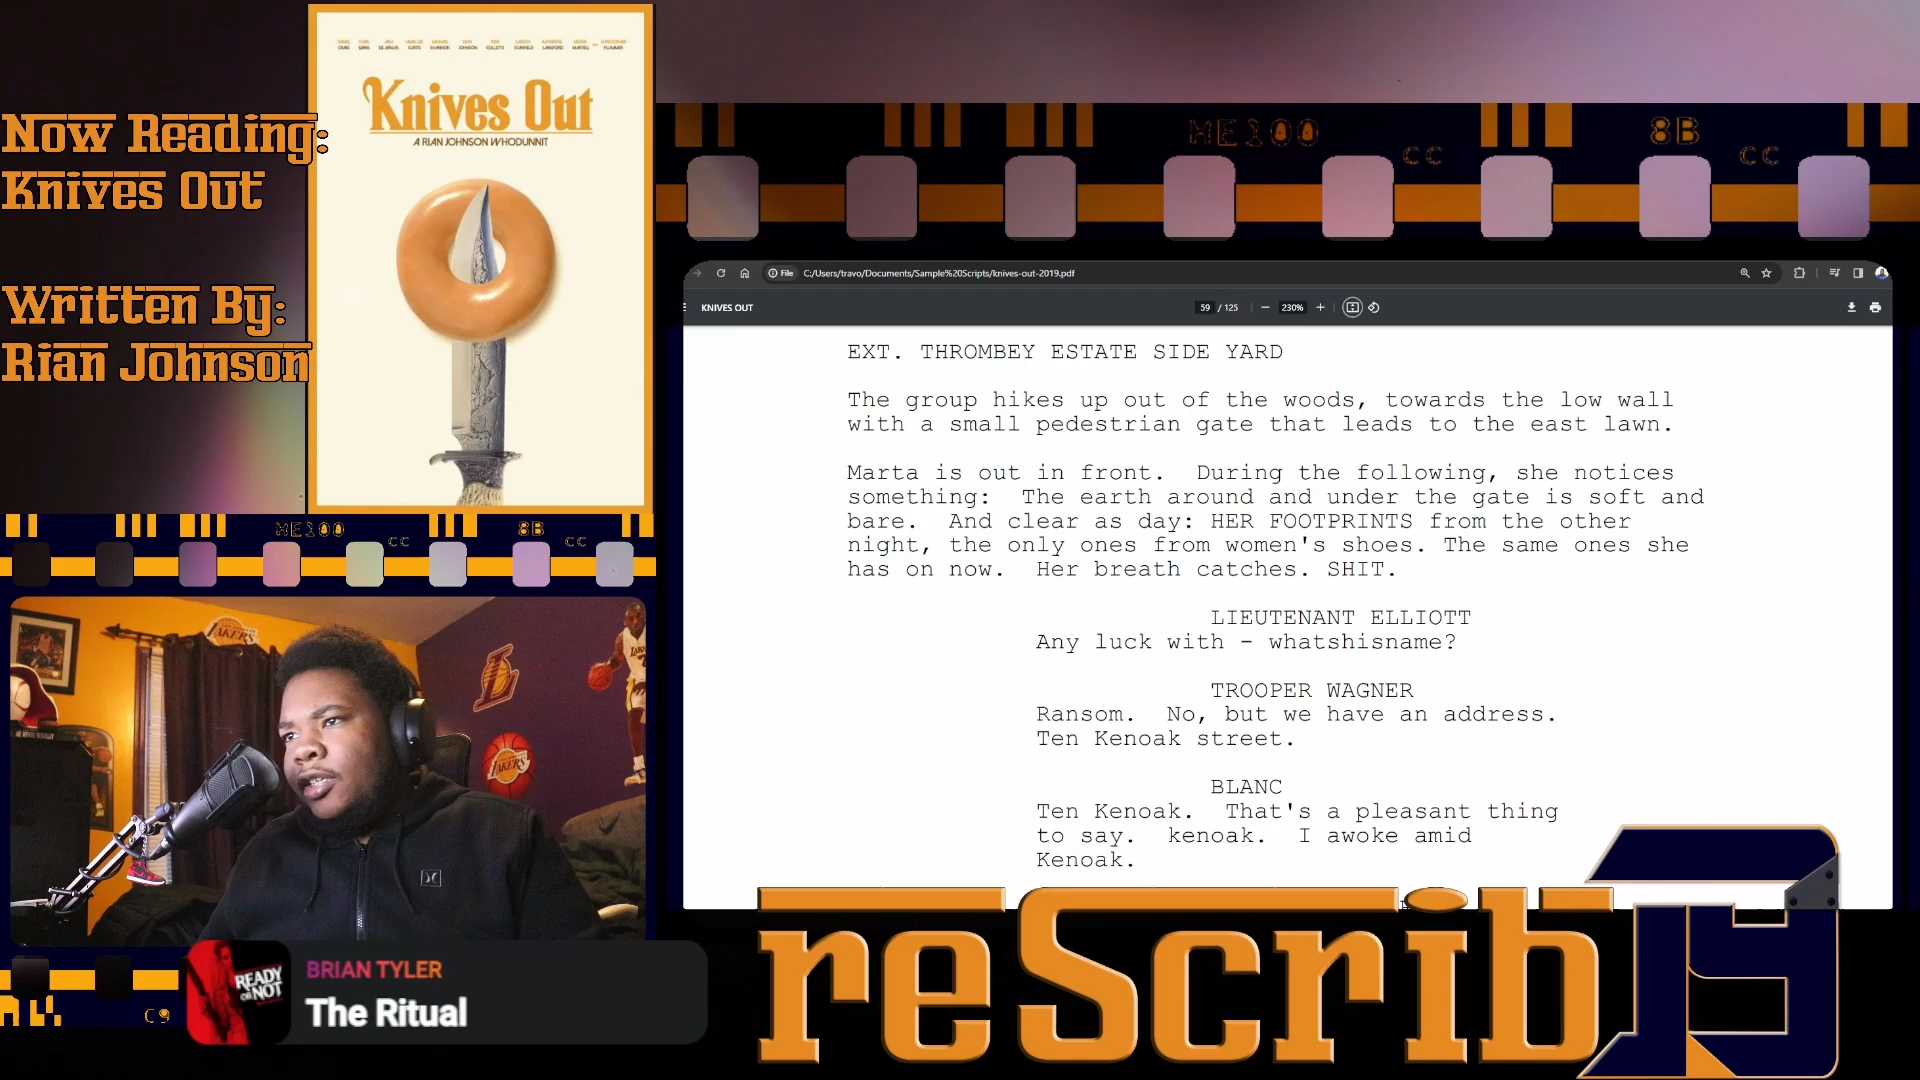 Now Reading:
Knives Out
Written By:
Rian Johnson
Knives Out
A RIAN JOHNSON WHODUNNIT
ME100
8B
CC
CC
File
C:/Users/travo/Documents/Sample%20Scripts/knives-out-2019.pdf
KNIVES OUT
59 / 125
230%
EXT. THROMBEY ESTATE SIDE YARD
The group hikes up out of the woods, towards the low wall
with a small pedestrian gate that leads to the east lawn.
Marta is out in front. During the following, she notices
something: The earth around and under the gate is soft and
bare. And clear as day: HER FOOTPRINTS from the other
night, the only ones from women's shoes. The same ones she
has on now. Her breath catches. SHIT.
LIEUTENANT ELLIOTT
Any luck with - whatshisname?
TROOPER WAGNER
Ransom. No, but we have an address.
Ten Kenoak street.
BLANC
Ten Kenoak. That's a pleasant thing
to say. kenoak. I awoke amid
Kenoak.
ME100
8B
CC
CC
LAKERS
L
LAKERS
C9
READY
OR NOT
BRIAN TYLER
The Ritual
reScrib